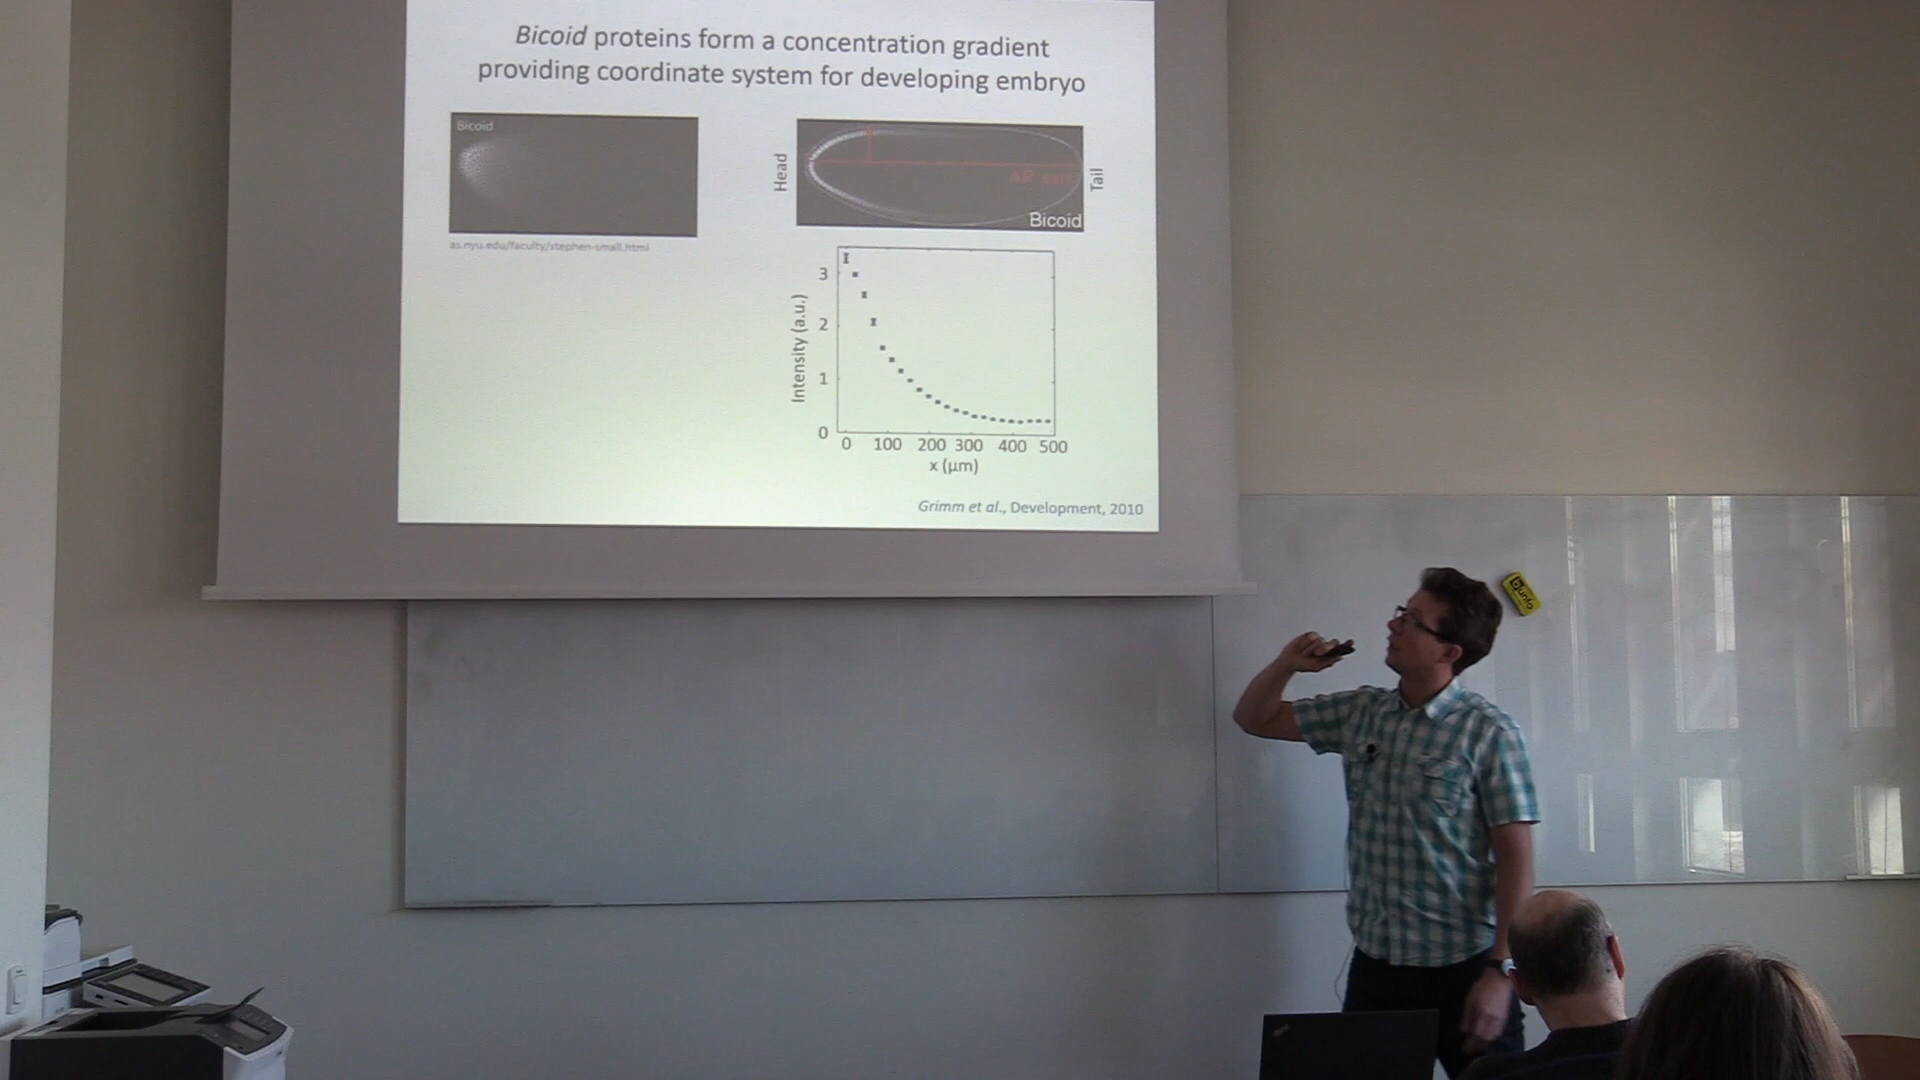 Bicoid proteins form a concentration gradient
providing coordinate system for developing embryo
Bicoid
as.nyu.edu/faculty/stephen-small.html
Head
AP axis
Tail
Bicoid
Intensity (a.u.)
3
2
1
0
0 100 200 300 400 500
x (µm)
Grimm et al., Development, 2010